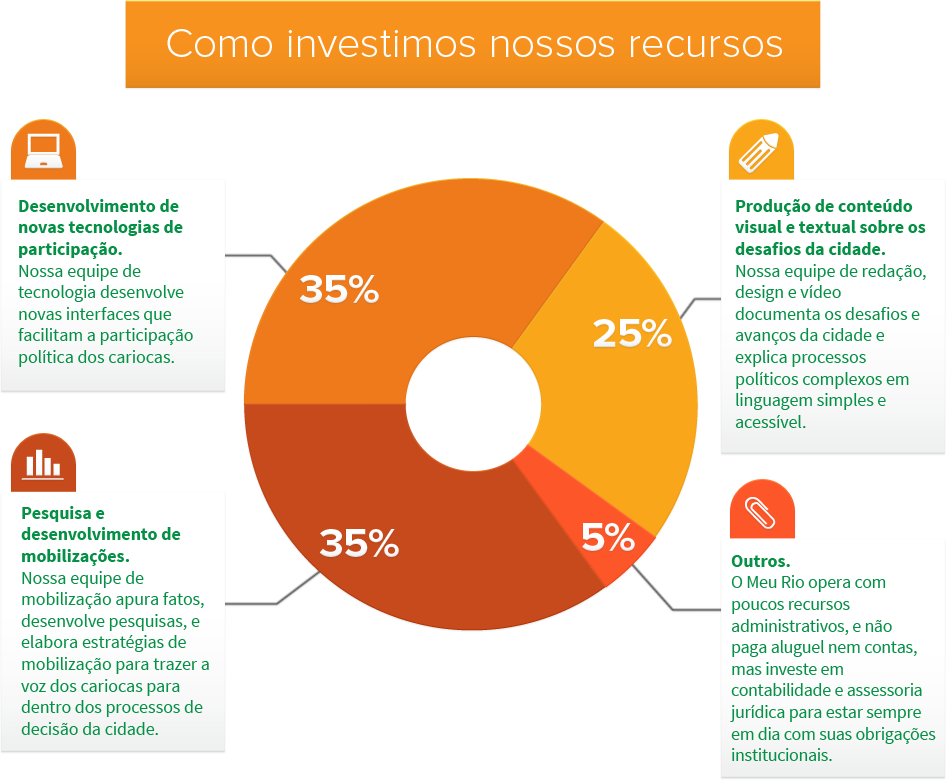 Como investimos nossos recursos
Desenvolvimento de
novas tecnologias de
participação.
Nossa equipe de
tecnologia desenvolve
novas interfaces que
facilitam a participação
política dos cariocas.
35%
25%
Produção de conteúdo
visual e textual sobre os
desafios da cidade.
Nossa equipe de redação,
design e vídeo
documenta os desafios e
avanços da cidade e
explica processos
políticos complexos em
linguagem simples e
acessível.
Pesquisa e
desenvolvimento de
mobilizações.
Nossa equipe de
mobilização apura fatos,
desenvolve pesquisas, e
elabora estratégias de
mobilização para trazer a
voz dos cariocas para
dentro dos processos de
decisão da cidade.
35%
5%
Outros.
O Meu Rio opera com
poucos recursos
administrativos, e não
paga aluguel nem contas,
mas investe em
contabilidade e assessoria
jurídica para estar sempre
em dia com suas obrigações
institucionais.